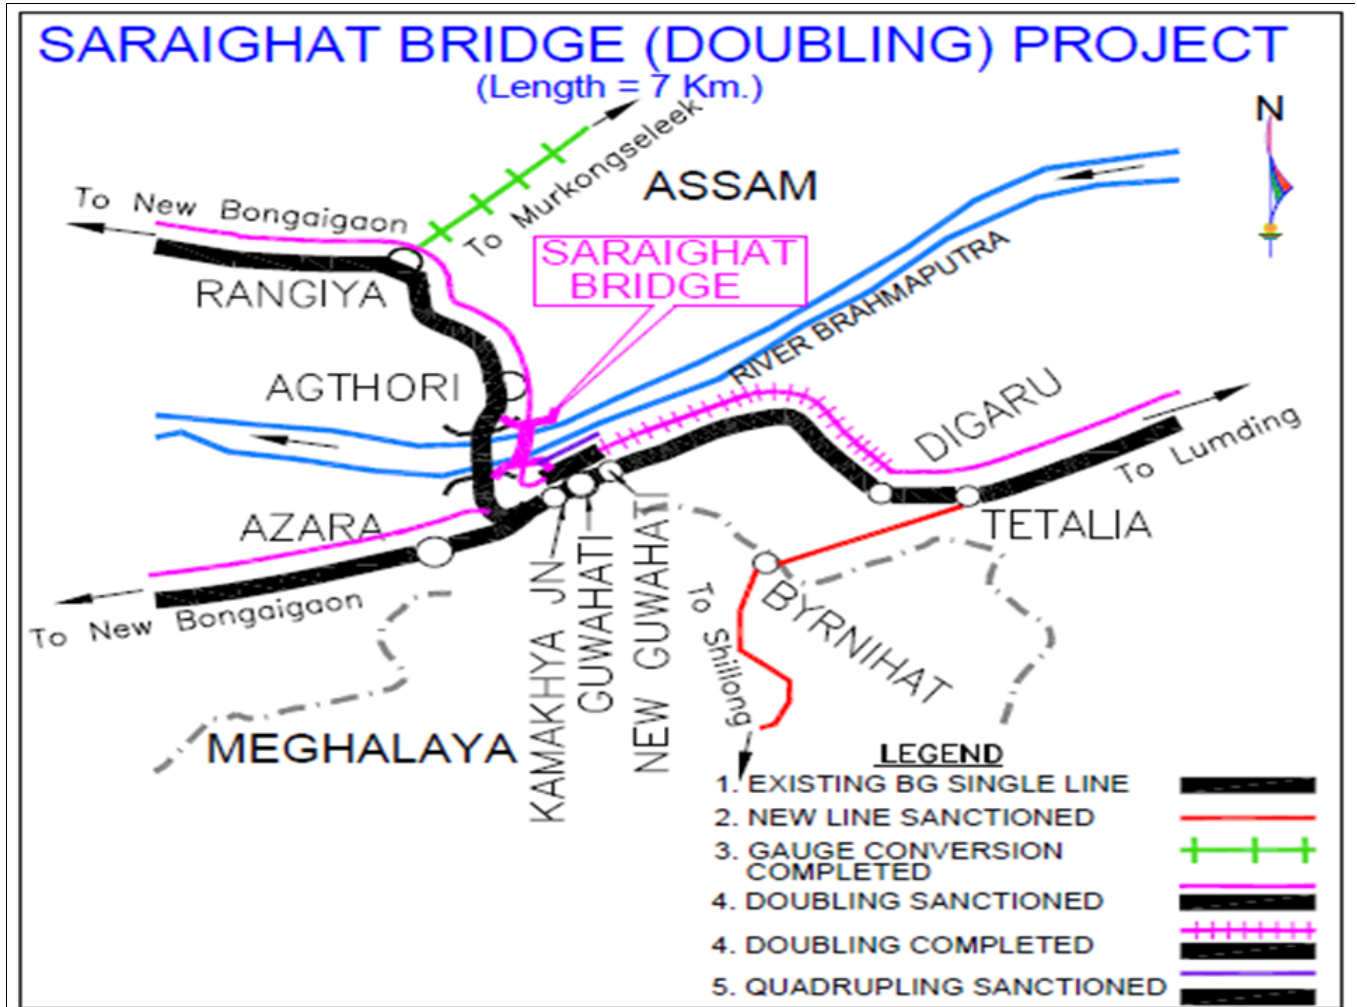 SARAIGHAT BRIDGE (DOUBLING) PROJECT
(Length = 7 Km.)
N
To Murkongseleek
ASSAM
To New Bongaigaon
SARAIGHAT
BRIDGE
RANGIYA
RIVER BRAHMAPUTRA
AGTHORI
DIGARU
To Lumding
AZARA
TETALIA
To New Bongaigaon
BYRNIHAT
To Shillong
KAMAKHYA JN
GUWAHATI
NEW GUWAHATI
MEGHALAYA
LEGEND
1. EXISTING BG SINGLE LINE
2. NEW LINE SANCTIONED
3. GAUGE CONVERSION
COMPLETED
4. DOUBLING SANCTIONED
4. DOUBLING COMPLETED
5. QUADRUPLING SANCTIONED